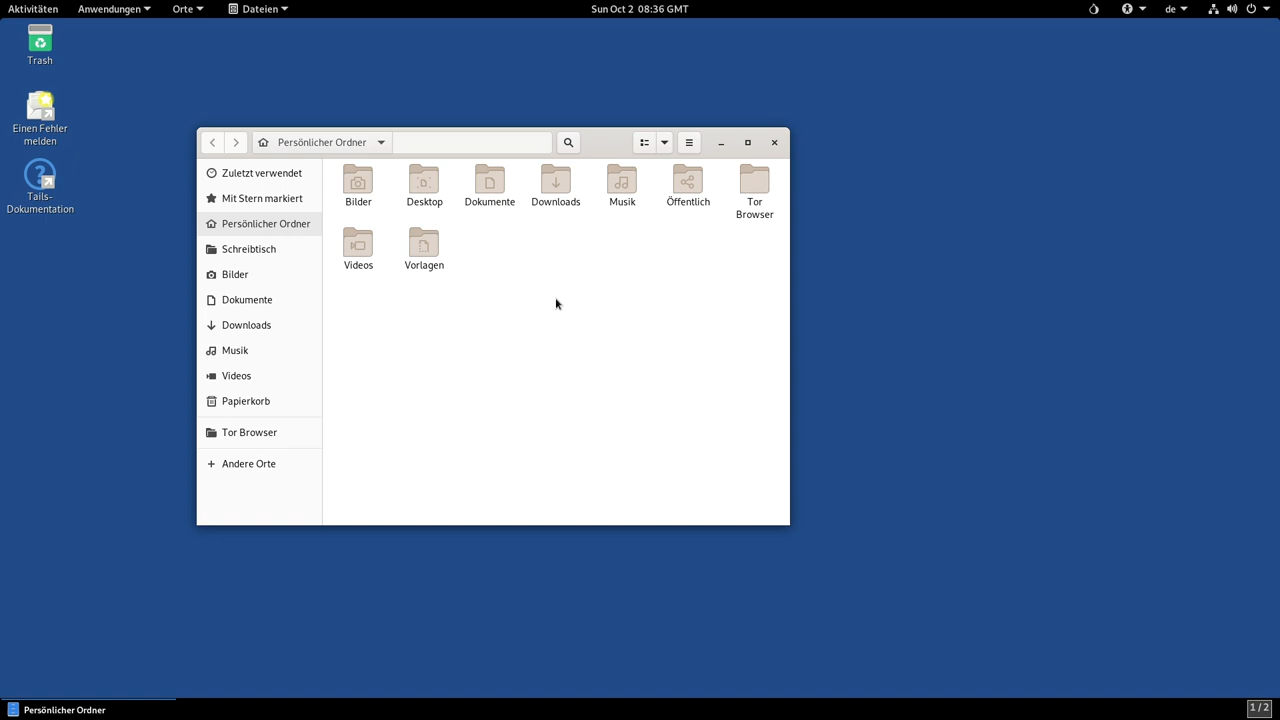 Aktivitäten Anwendungen Orte Dateien Sun Oct 2 08:36 GMT de
Trash
Einen Fehler
melden
Tails-
Dokumentation
Persönlicher Ordner
Zuletzt verwendet
Mit Stern markiert
Persönlicher Ordner
Schreibtisch
Bilder
Dokumente
Downloads
Musik
Videos
Papierkorb
Tor Browser
Andere Orte
Bilder Desktop Dokumente Downloads Musik Öffentlich Tor
Browser
Videos Vorlagen
Persönlicher Ordner 1 / 2